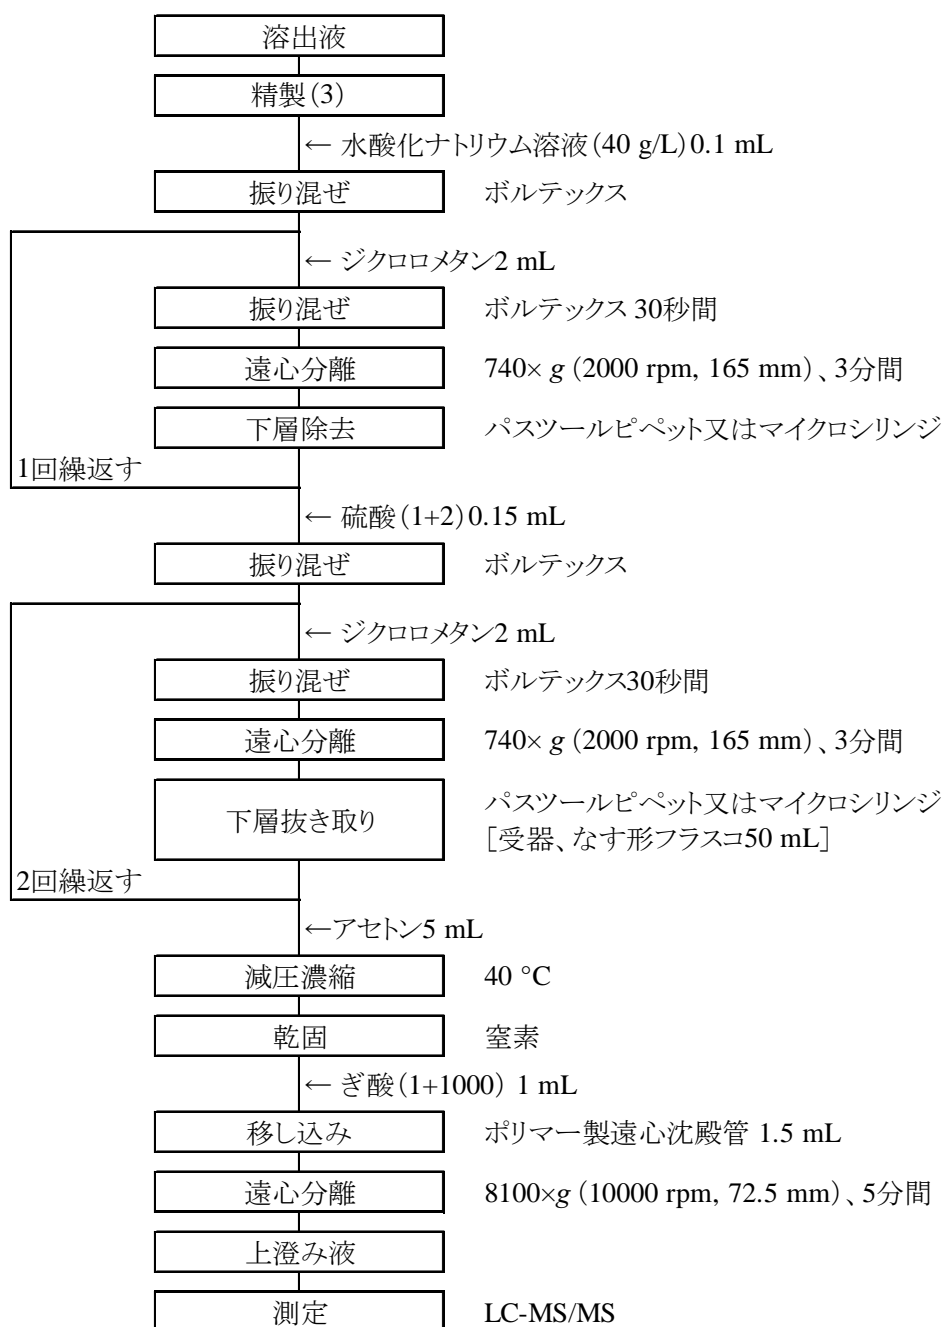 溶出液
精製(3)
← 水酸化ナトリウム溶液(40 g/L)0.1 mL
振り混ぜ ボルテックス
← ジクロロメタン2 mL
振り混ぜ ボルテックス 30秒間
遠心分離 740× g (2000 rpm, 165 mm)、3分間
下層除去 パスツールピペット又はマイクロシリンジ
1回繰返す
← 硫酸(1+2)0.15 mL
振り混ぜ ボルテックス
← ジクロロメタン2 mL
振り混ぜ ボルテックス30秒間
遠心分離 740× g (2000 rpm, 165 mm)、3分間
下層抜き取り パスツールピペット又はマイクロシリンジ
[受器、なす形フラスコ50 mL]
2回繰返す
←アセトン5 mL
減圧濃縮 40 °C
乾固 窒素
← ぎ酸(1+1000) 1 mL
移し込み ポリマー製遠心沈殿管 1.5 mL
遠心分離 8100×g (10000 rpm, 72.5 mm)、5分間
上澄み液
測定 LC-MS/MS